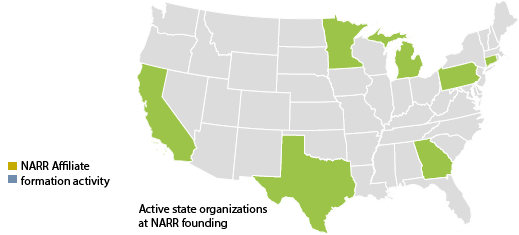 NARR Affiliate
formation activity
Active state organizations
at NARR founding